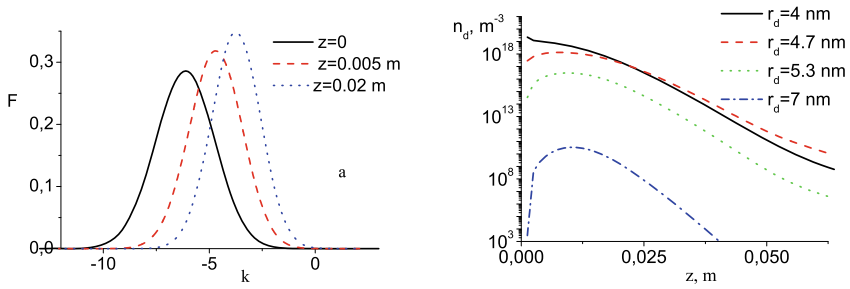 z=0
z=0.005 m
z=0.02 m
0,3
0,2
0,1
0,0
F
a
-10
-5
0
k
n_d, m^-3
10^18
10^13
10^8
10^3
r_d=4 nm
r_d=4.7 nm
r_d=5.3 nm
r_d=7 nm
0,000
0,025
0,050
z, m